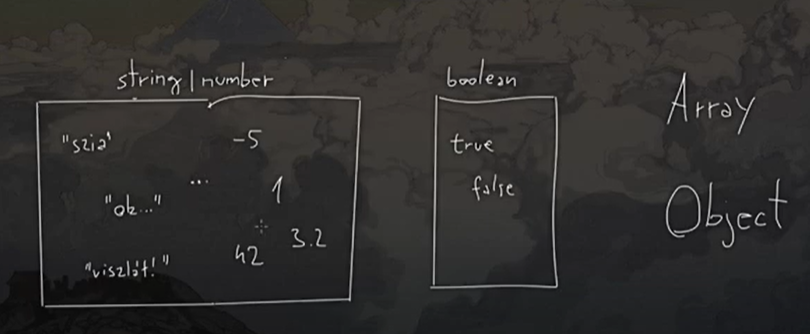 string | number
"szia"
-5
...
"ok..."
1
"viszlát!"
42
3.2
boolean
true
false
Array
Object